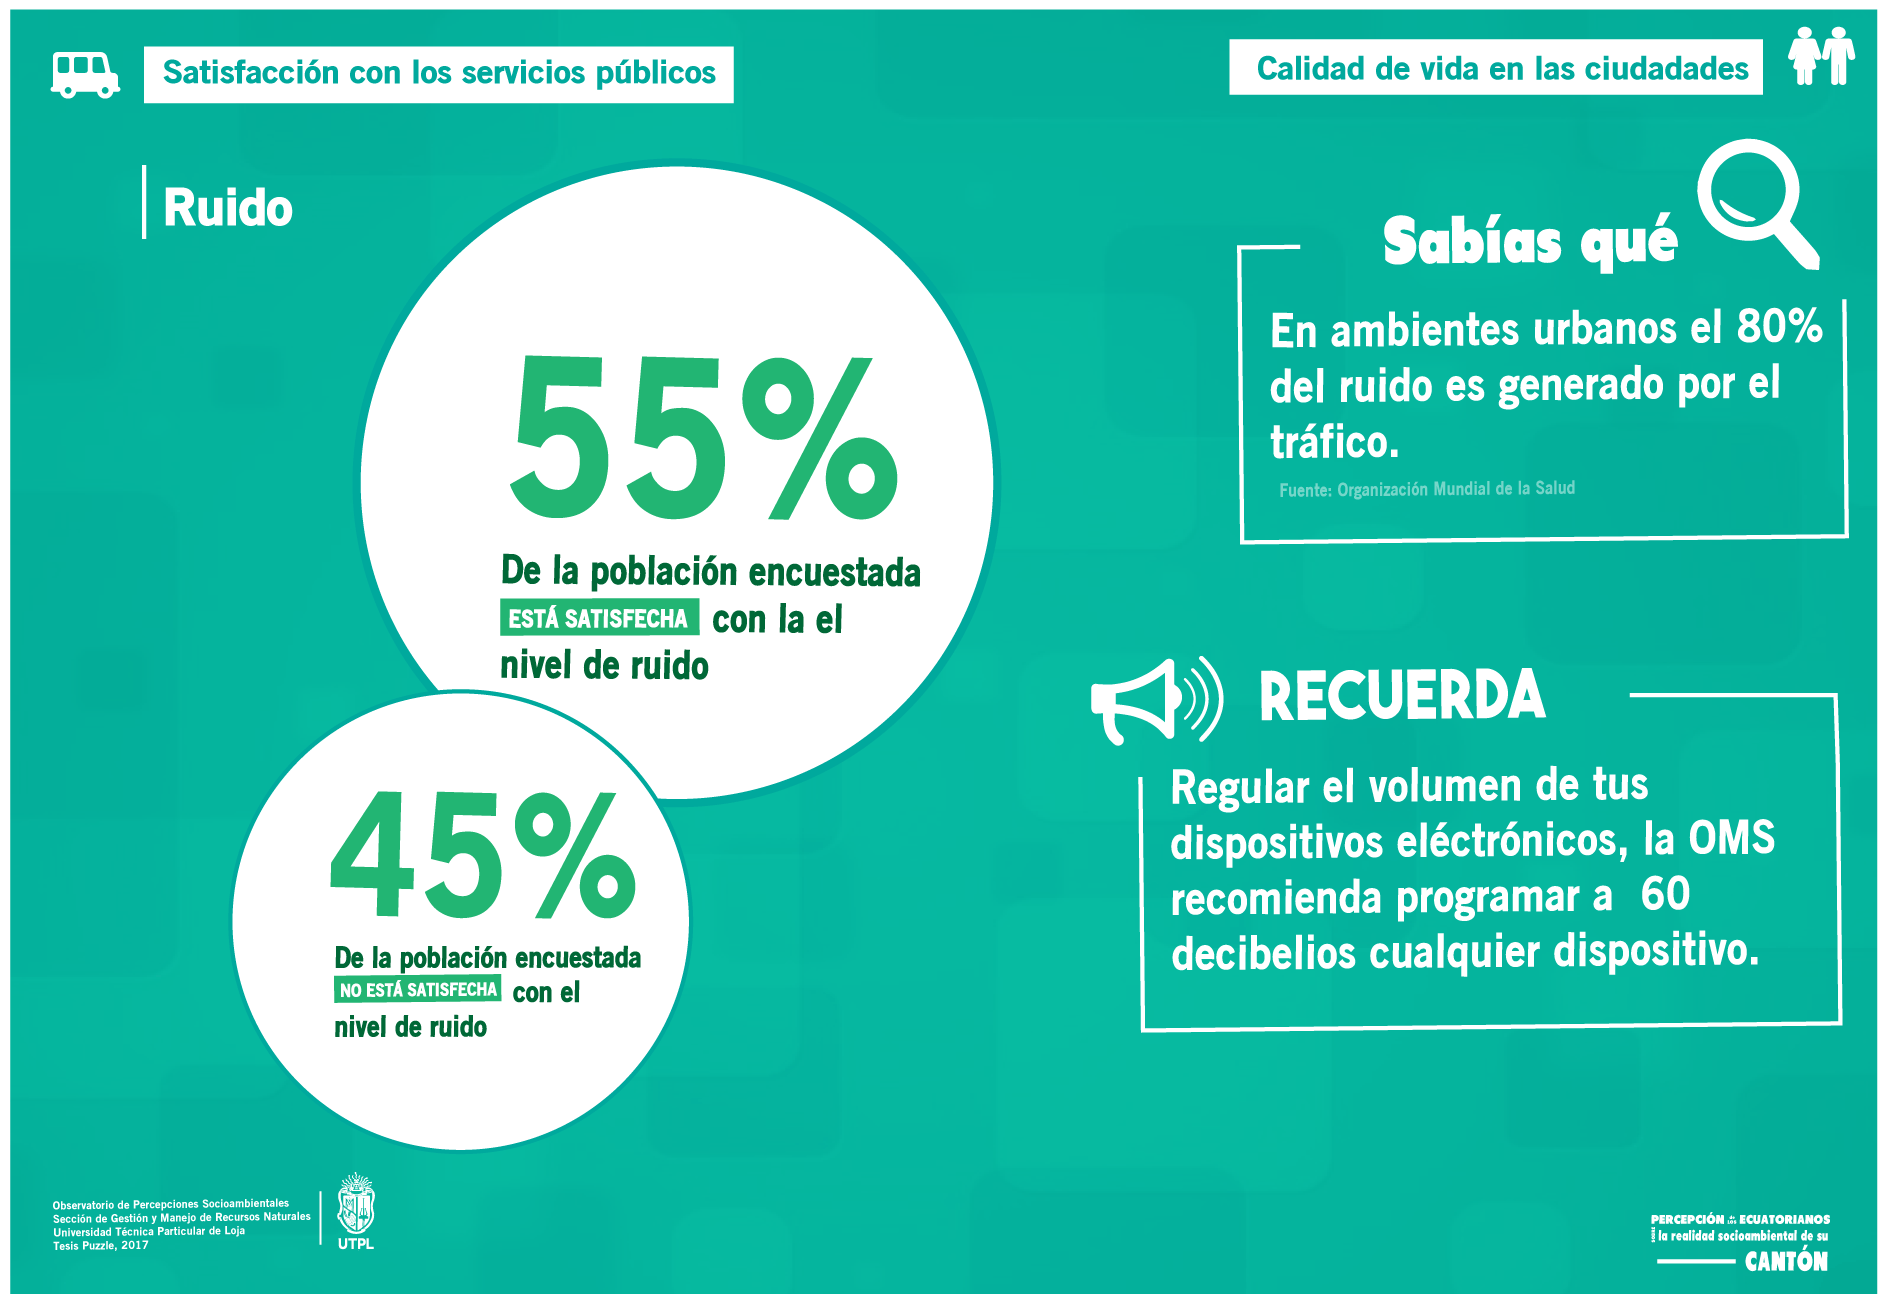 Satisfacción con los servicios públicos
Calidad de vida en las ciudadades
Ruido
55%
De la población encuestada
ESTÁ SATISFECHA con la el
nivel de ruido
45%
De la población encuestada
NO ESTÁ SATISFECHA con el
nivel de ruido
Sabías qué
En ambientes urbanos el 80%
del ruido es generado por el
tráfico.
Fuente: Organización Mundial de la Salud
RECUERDA
Regular el volumen de tus
dispositivos eléctrónicos, la OMS
recomienda programar a 60
decibelios cualquier dispositivo.
Observatorio de Percepciones Socioambientales
Sección de Gestión y Manejo de Recursos Naturales
Universidad Técnica Particular de Loja
Tesis Puzzle, 2017
UTPL
PERCEPCIÓN de los ECUATORIANOS
sobre la realidad socioambiental de su
CANTÓN